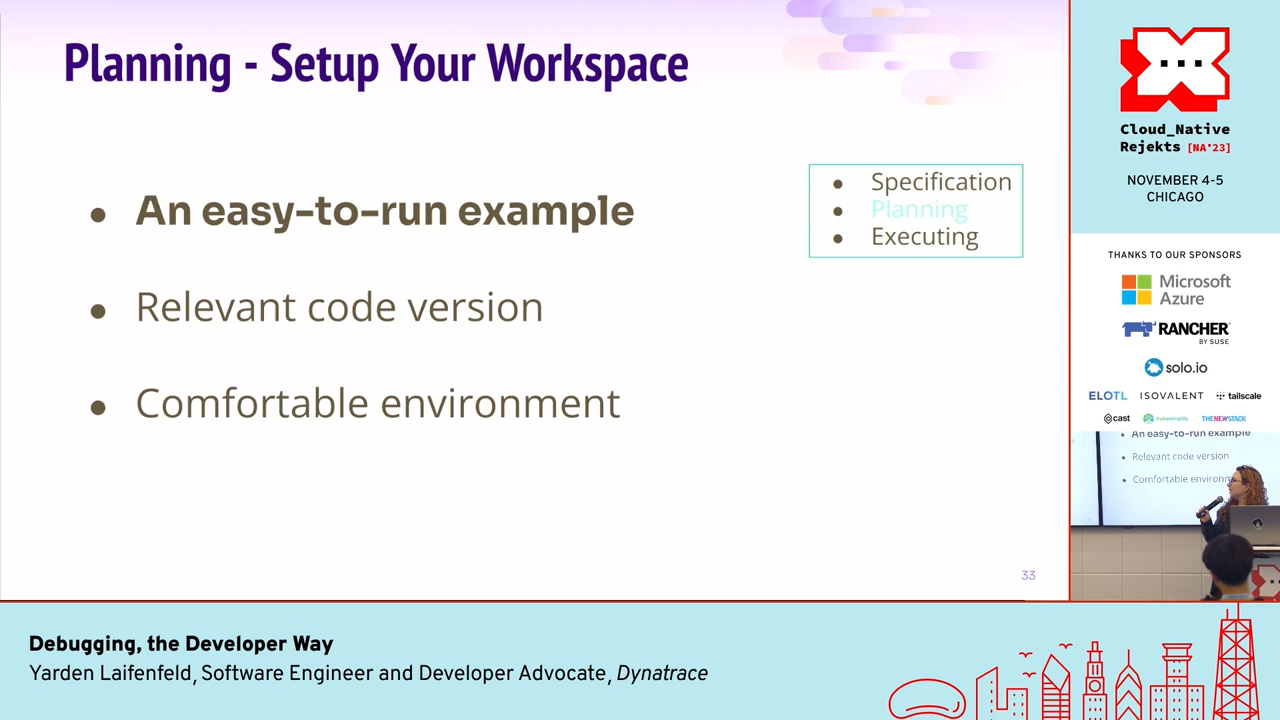 Planning - Setup Your Workspace
An easy-to-run example
Relevant code version
Comfortable environment
Specification
Planning
Executing
33
Cloud_Native
Rejekts [NA'23]
NOVEMBER 4-5
CHICAGO
THANKS TO OUR SPONSORS
Microsoft
Azure
RANCHER
BY SUSE
solo.io
ELOTL ISOVALENT tailscale
cast kubesimplify THENEWSTACK
An easy-to-run example
Relevant code version
Comfortable environm
Debugging, the Developer Way
Yarden Laifenfeld, Software Engineer and Developer Advocate, Dynatrace